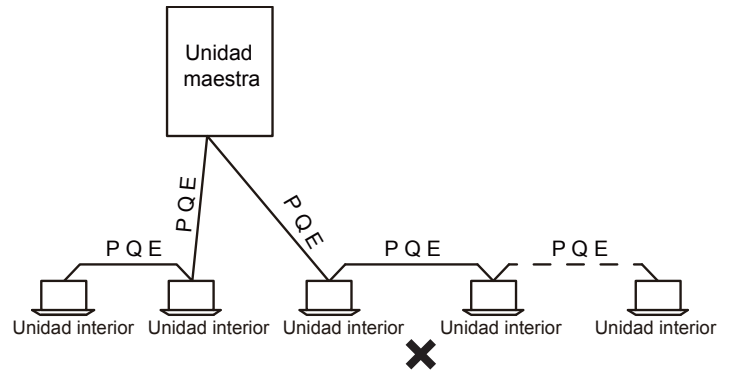 Unidad
maestra
P Q E
P Q E
P Q E
P Q E
P Q E
Unidad interior
Unidad interior
Unidad interior
Unidad interior
Unidad interior